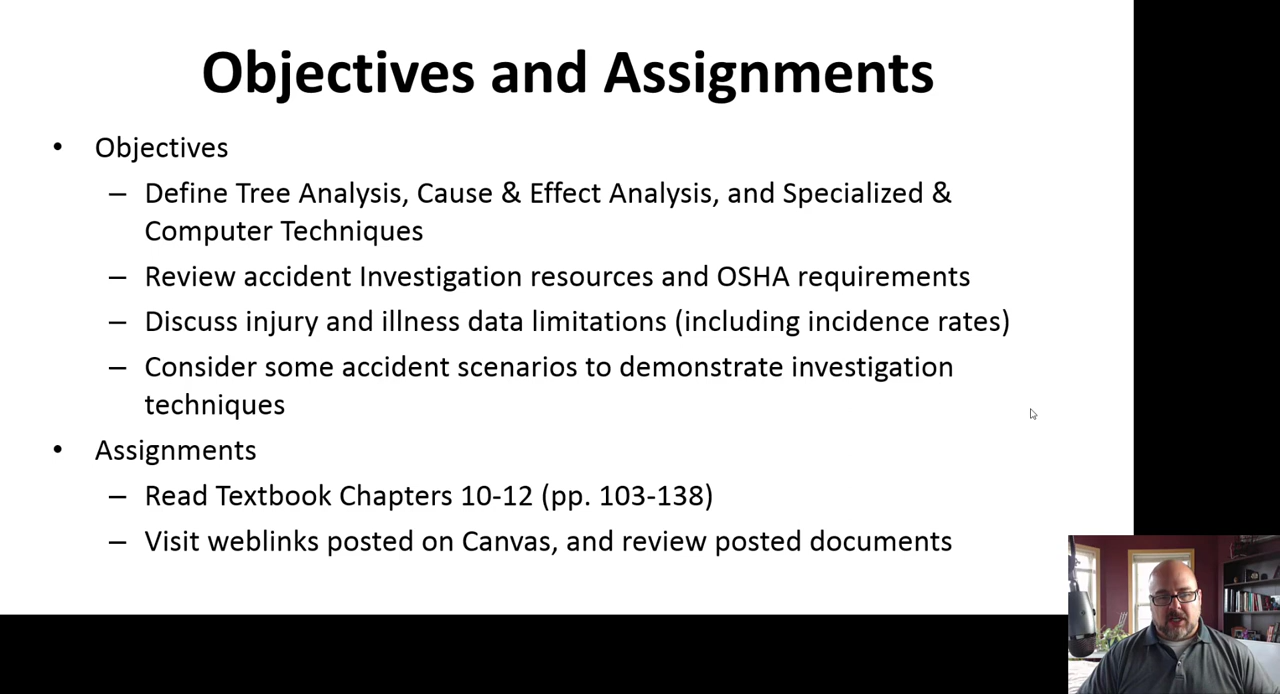 Objectives and Assignments
• Objectives
– Define Tree Analysis, Cause & Effect Analysis, and Specialized &
Computer Techniques
– Review accident Investigation resources and OSHA requirements
– Discuss injury and illness data limitations (including incidence rates)
– Consider some accident scenarios to demonstrate investigation
techniques
• Assignments
– Read Textbook Chapters 10-12 (pp. 103-138)
– Visit weblinks posted on Canvas, and review posted documents